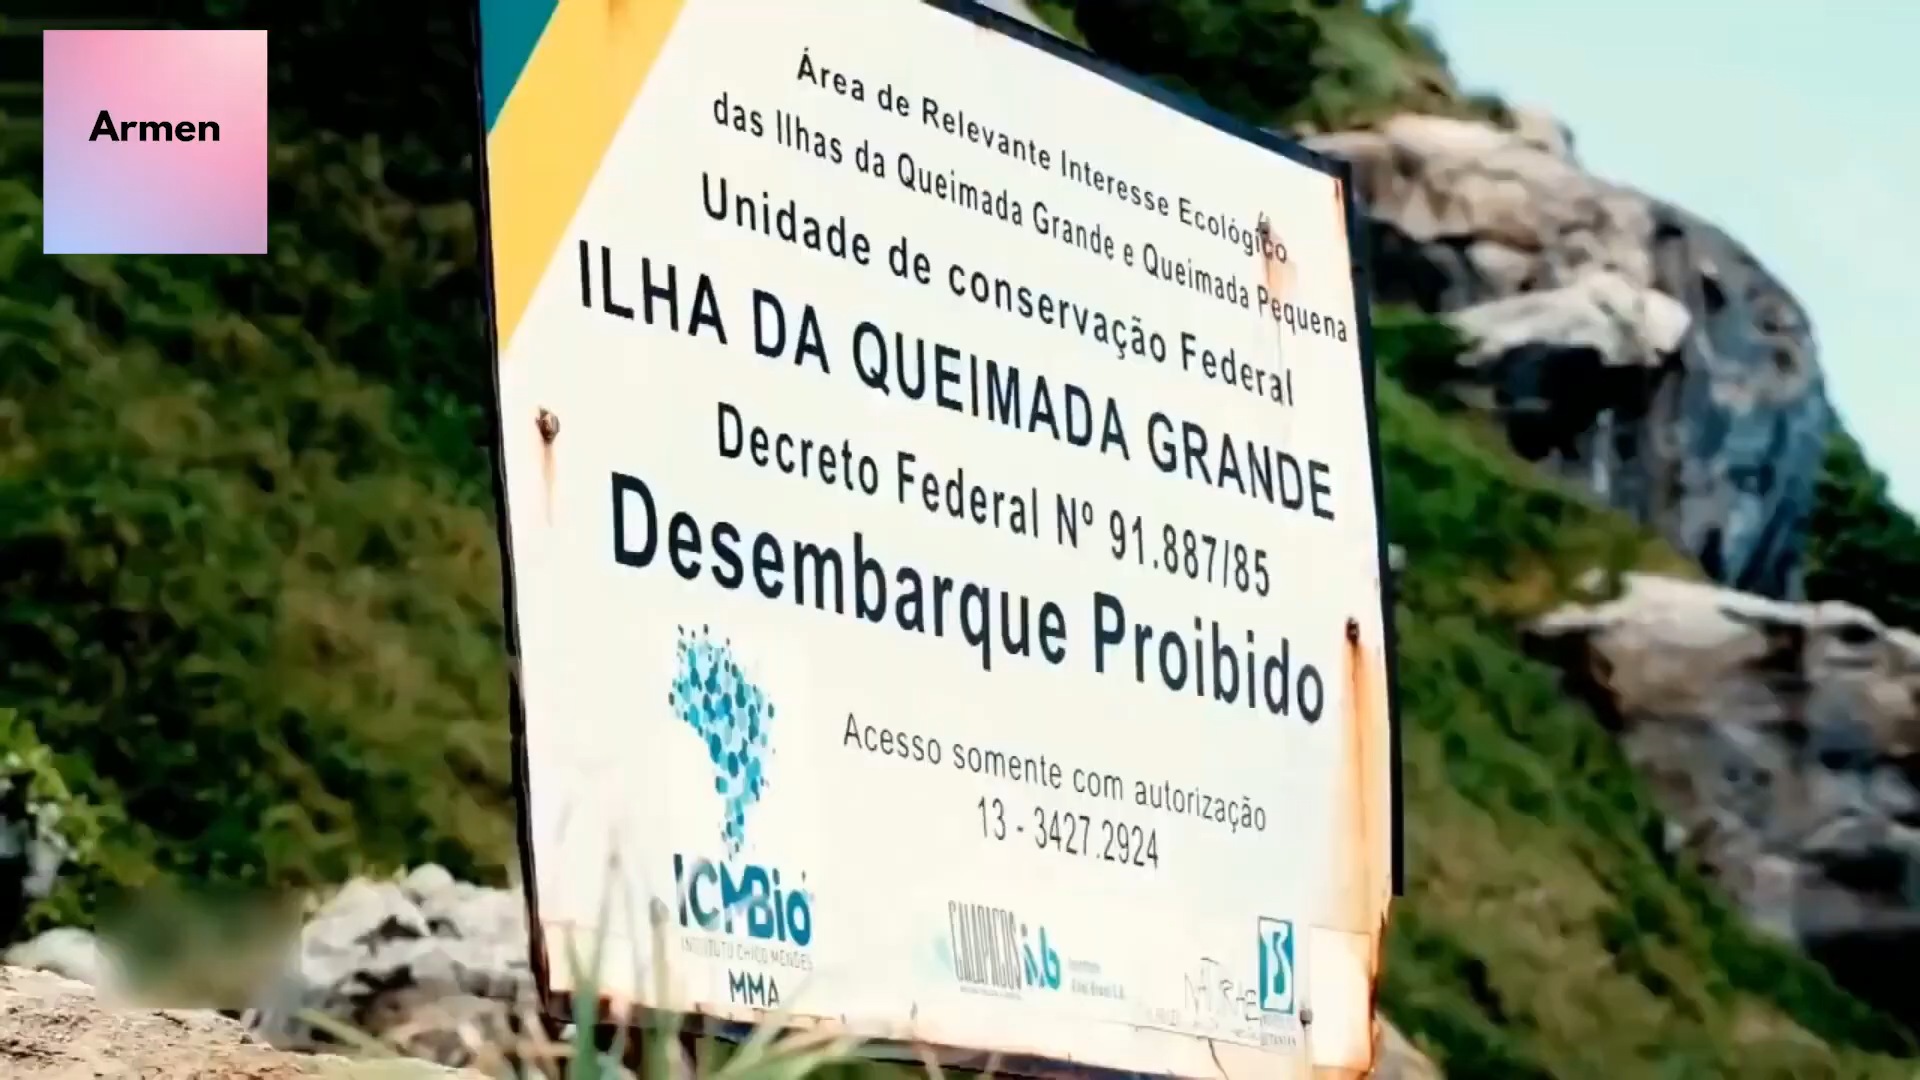 Armen
Área de Relevante Interesse Ecológico
das Ilhas da Queimada Grande e Queimada Pequena
Unidade de conservação Federal
ILHA DA QUEIMADA GRANDE
Decreto Federal Nº 91.887/85
Desembarque Proibido
Acesso somente com autorização
13 - 3427.2924
ICMBio
INSTITUTO CHICO MENDES
MMA